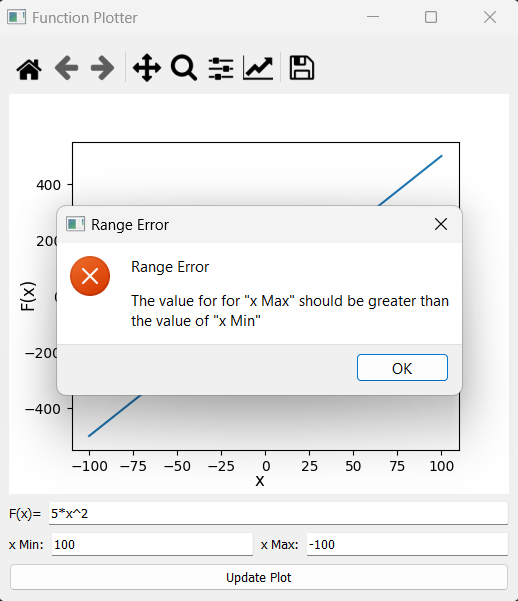 Function Plotter
400
200
0
−200
−400
F(x)
Range Error
Range Error
The value for for "x Max" should be greater than
the value of "x Min"
OK
−100 −75 −50 −25 0 25 50 75 100
x
F(x)= 5*x^2
x Min: 100 x Max: -100
Update Plot